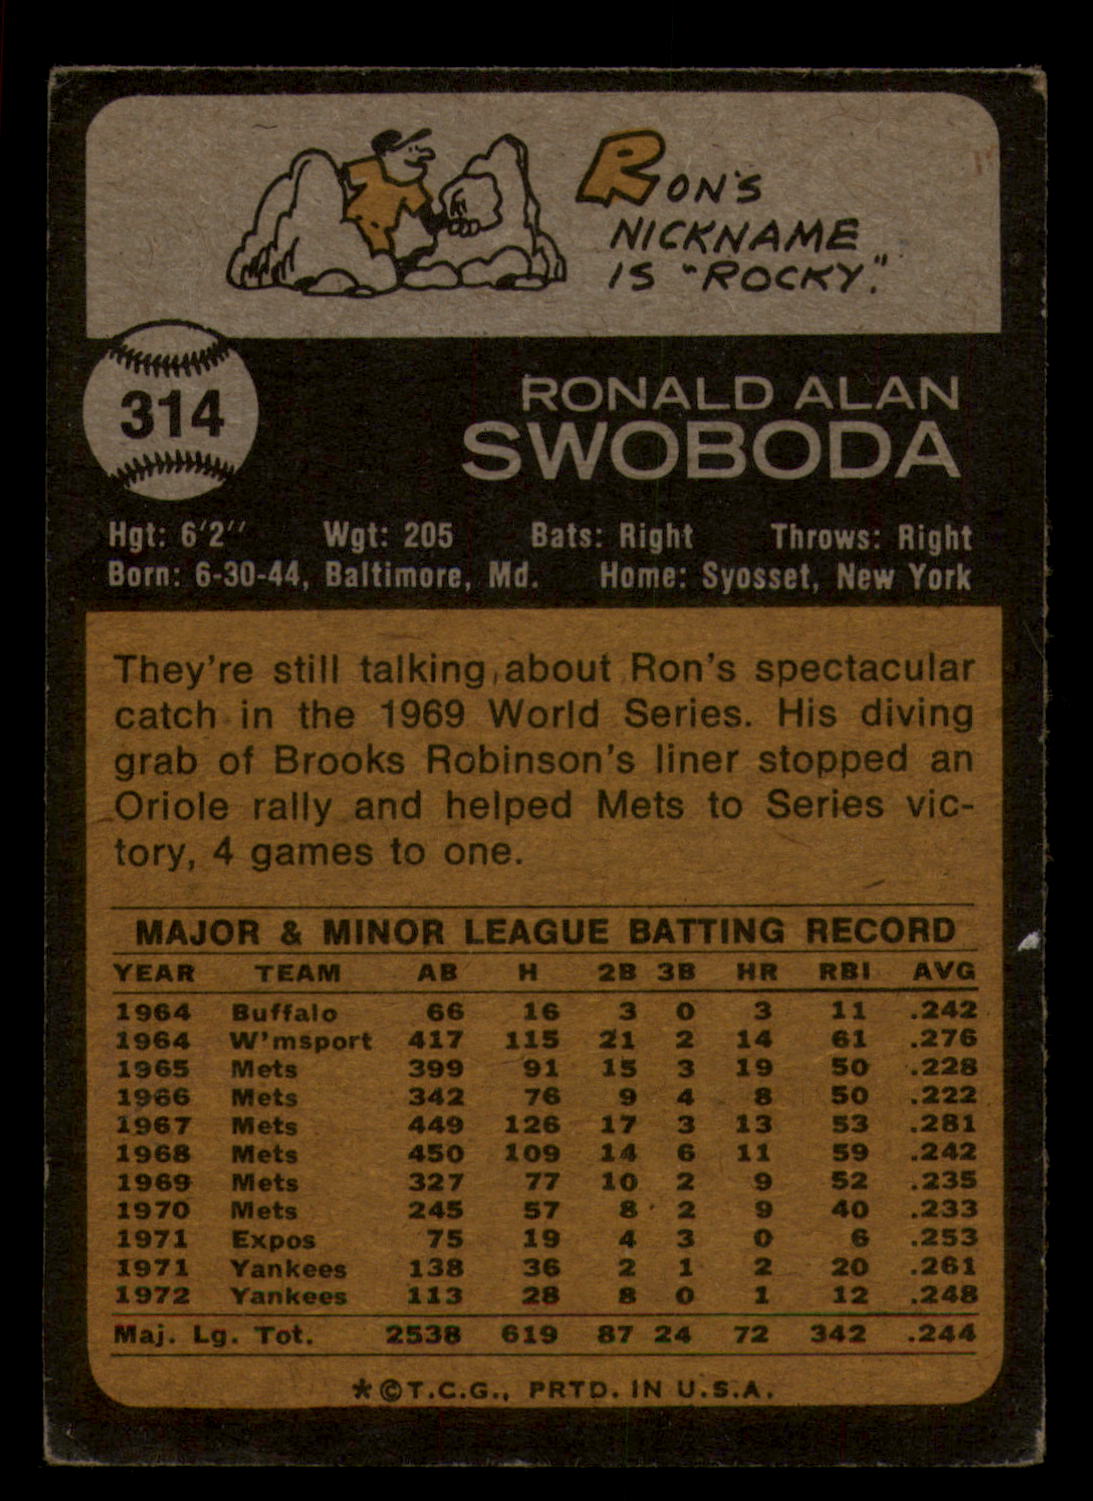 RON'S
NICKNAME
IS "ROCKY."
314
RONALD ALAN
SWOBODA
Hgt: 6'2" Wgt: 205 Bats: Right Throws: Right
Born: 6-30-44, Baltimore, Md. Home: Syosset, New York
They're still talking about Ron's spectacular
catch in the 1969 World Series. His diving
grab of Brooks Robinson's liner stopped an
Oriole rally and helped Mets to Series vic-
tory, 4 games to one.
MAJOR & MINOR LEAGUE BATTING RECORD
YEAR TEAM AB H 2B 3B HR RBI AVG
1964 Buffalo 66 16 3 0 3 11 .242
1964 W'msport 417 115 21 2 14 61 .276
1965 Mets 399 91 15 3 19 50 .228
1966 Mets 342 76 9 4 8 50 .222
1967 Mets 449 126 17 3 13 53 .281
1968 Mets 450 109 14 6 11 59 .242
1969 Mets 327 77 10 2 9 52 .235
1970 Mets 245 57 8 2 9 40 .233
1971 Expos 75 19 4 3 0 6 .253
1971 Yankees 138 36 2 1 2 20 .261
1972 Yankees 113 28 8 0 1 12 .248
Maj. Lg. Tot. 2538 619 87 24 72 342 .244
*©T.C.G., PRTD. IN U.S.A.